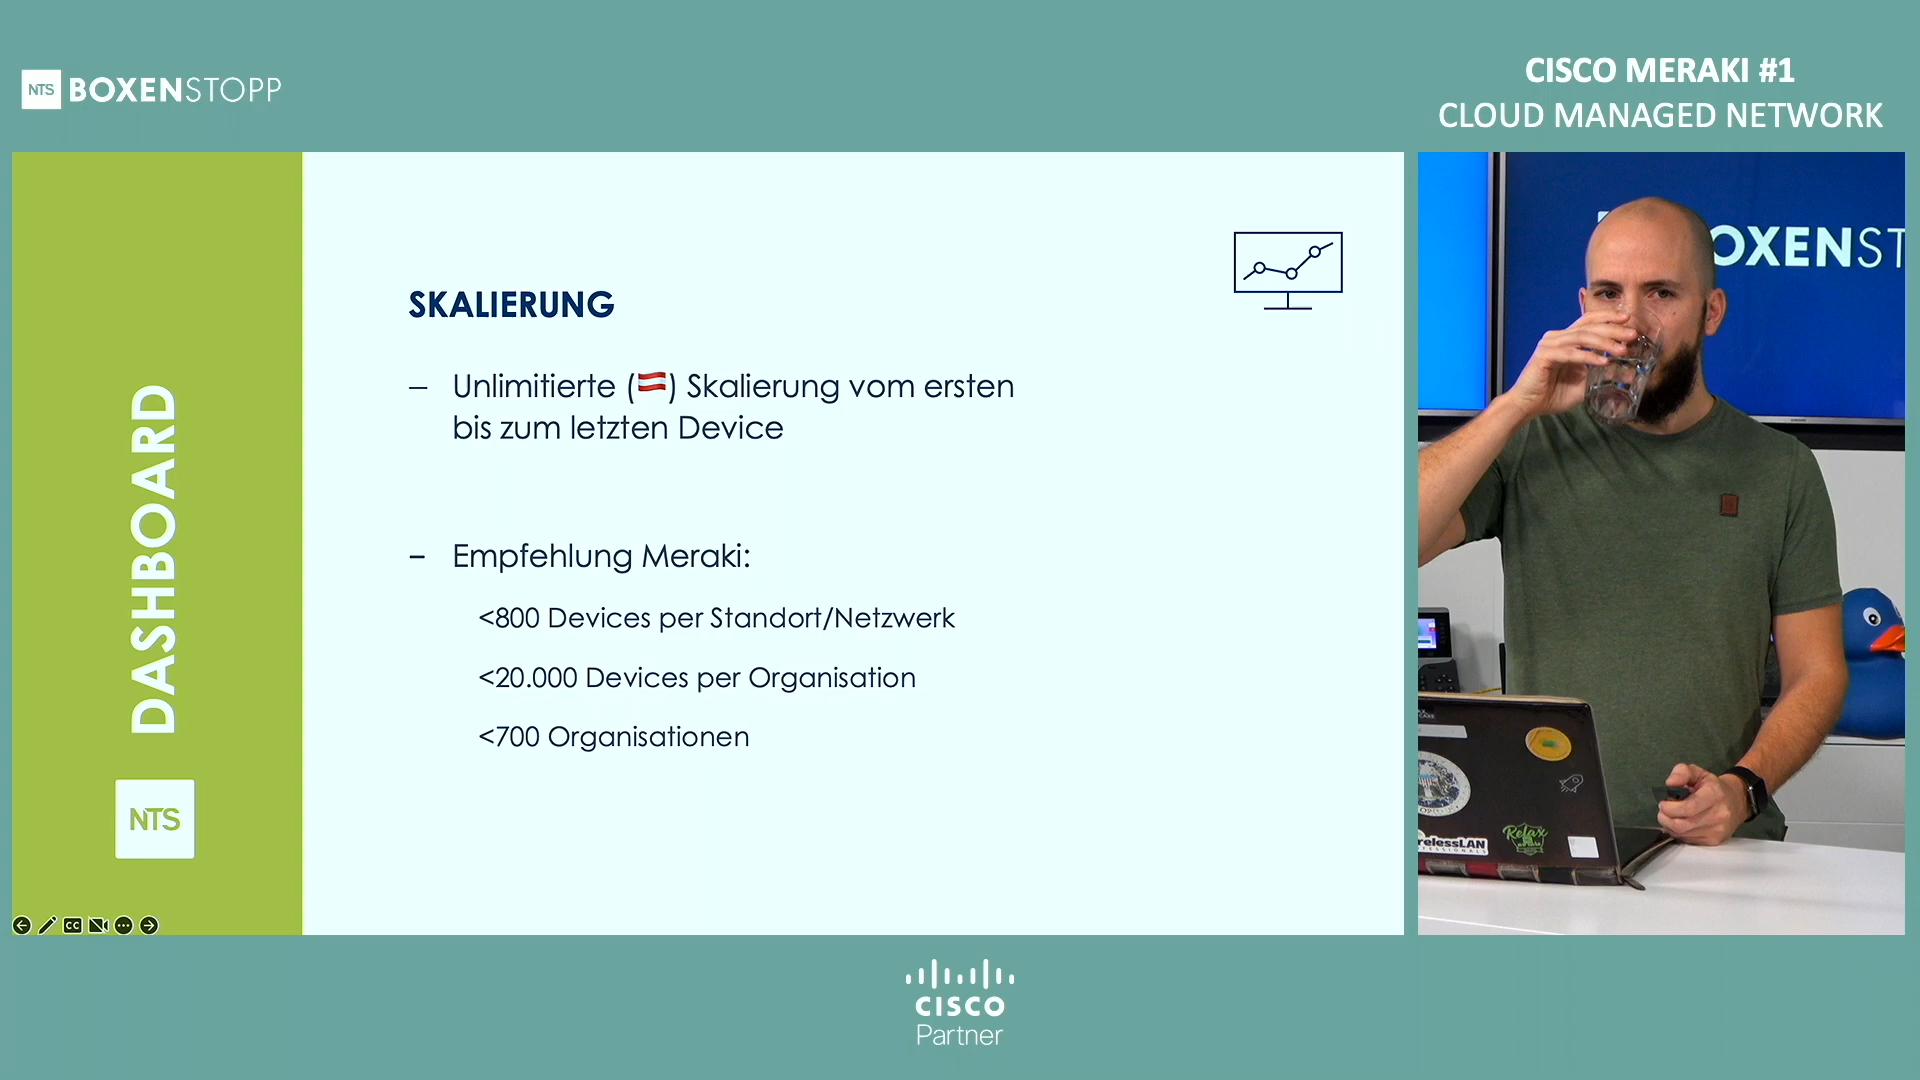 NTS BOXENSTOPP
CISCO MERAKI #1
CLOUD MANAGED NETWORK
DASHBOARD
NTS
SKALIERUNG
– Unlimitierte (🇦🇹) Skalierung vom ersten
bis zum letzten Device
– Empfehlung Meraki:
<800 Devices per Standort/Netzwerk
<20.000 Devices per Organisation
<700 Organisationen
CC
OXENST
relessLAN
Relax
CISCO
Partner